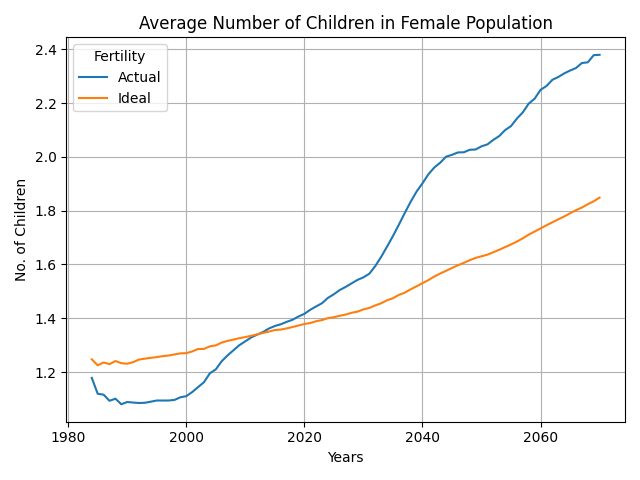 Average Number of Children in Female Population
Fertility
Actual
Ideal
No. of Children
2.4
2.2
2.0
1.8
1.6
1.4
1.2
1980
2000
2020
2040
2060
Years